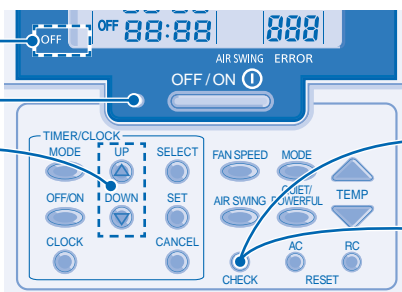 OFF
OFF 88:88 888
AIR SWING ERROR
OFF/ON
TIMER/CLOCK
MODE UP SELECT FAN SPEED MODE
OFF/ON DOWN SET AIR SWING QUIET/POWERFUL TEMP
CLOCK CANCEL AC RC
CHECK RESET